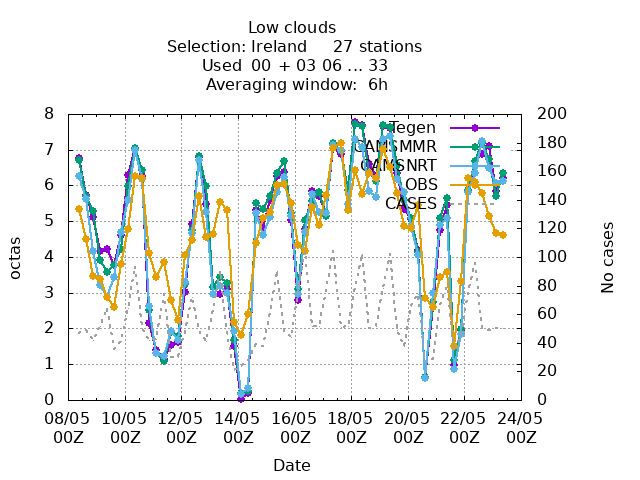 Low clouds
Selection: Ireland 27 stations
Used 00 + 03 06 ... 33
Averaging window: 6h
8 200
7 180
6 160
5 140
4 120
3 100
2 80
1 60
0 40
20
0
Tegen
CAMSMMR
CAMSNRT
OBS
CASES
octas
No cases
08/05 10/05 12/05 14/05 16/05 18/05 20/05 22/05 24/05
00Z 00Z 00Z 00Z 00Z 00Z 00Z 00Z 00Z
Date